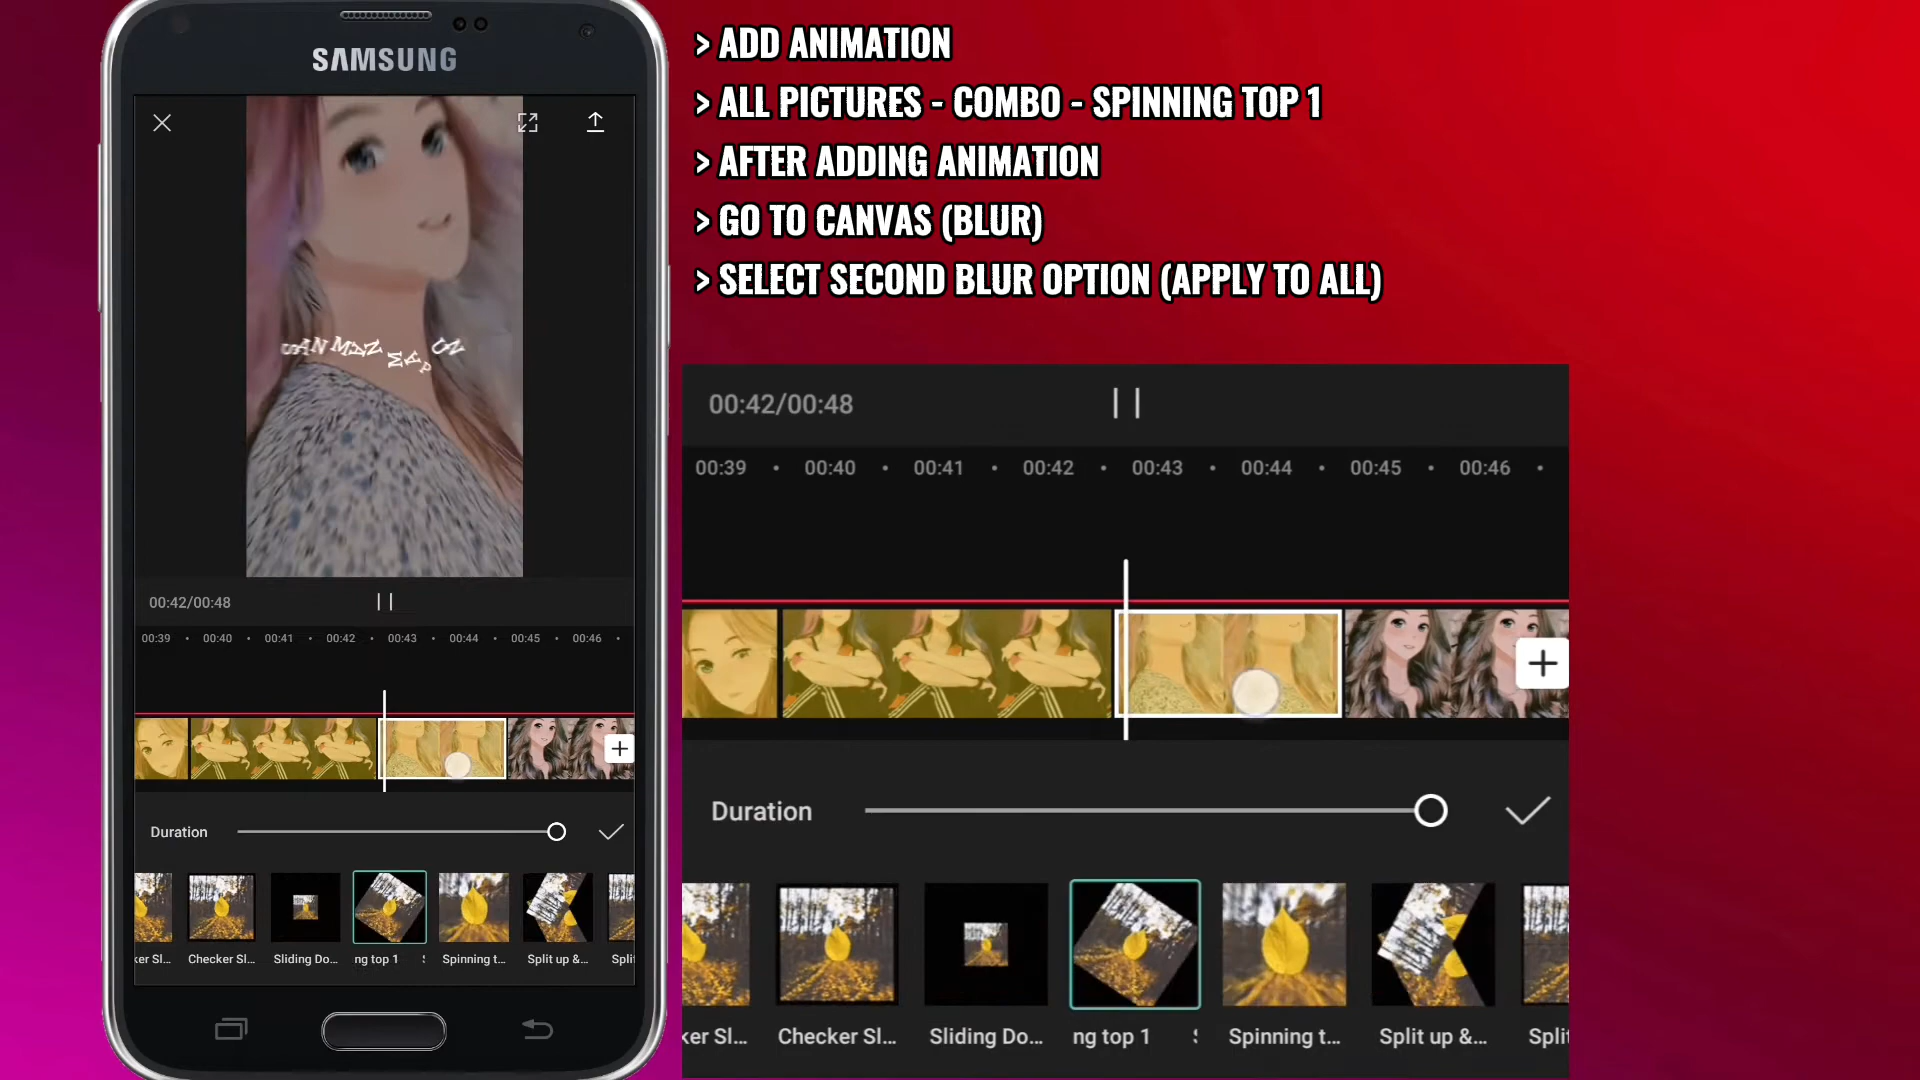 SAMSUNG
> ADD ANIMATION
> ALL PICTURES - COMBO - SPINNING TOP 1
> AFTER ADDING ANIMATION
> GO TO CANVAS (BLUR)
> SELECT SECOND BLUR OPTION (APPLY TO ALL)
00:42/00:48
00:39 00:40 00:41 00:42 00:43 00:44 00:45 00:46
Duration
ker Sl... Checker Sl... Sliding Do... ng top 1 Spinning t... Split up &... Split
00:42/00:48
00:39 00:40 00:41 00:42 00:43 00:44 00:45 00:46
Duration
ker Sl... Checker Sl... Sliding Do... ng top 1 Spinning t... Split up &... Split